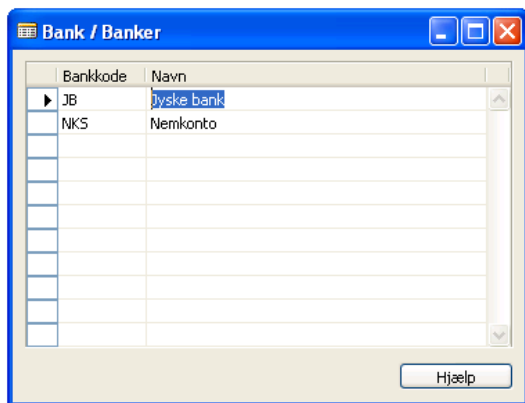 Bank / Banker
Bankkode Navn
JB Jyske bank
NKS Nemkonto
Hjælp